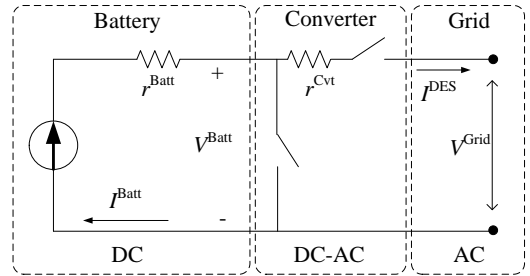 Battery
Converter
Grid
r^Batt
+
r^Cvt
I^DES
V^Batt
V^Grid
I^Batt
-
DC
DC-AC
AC